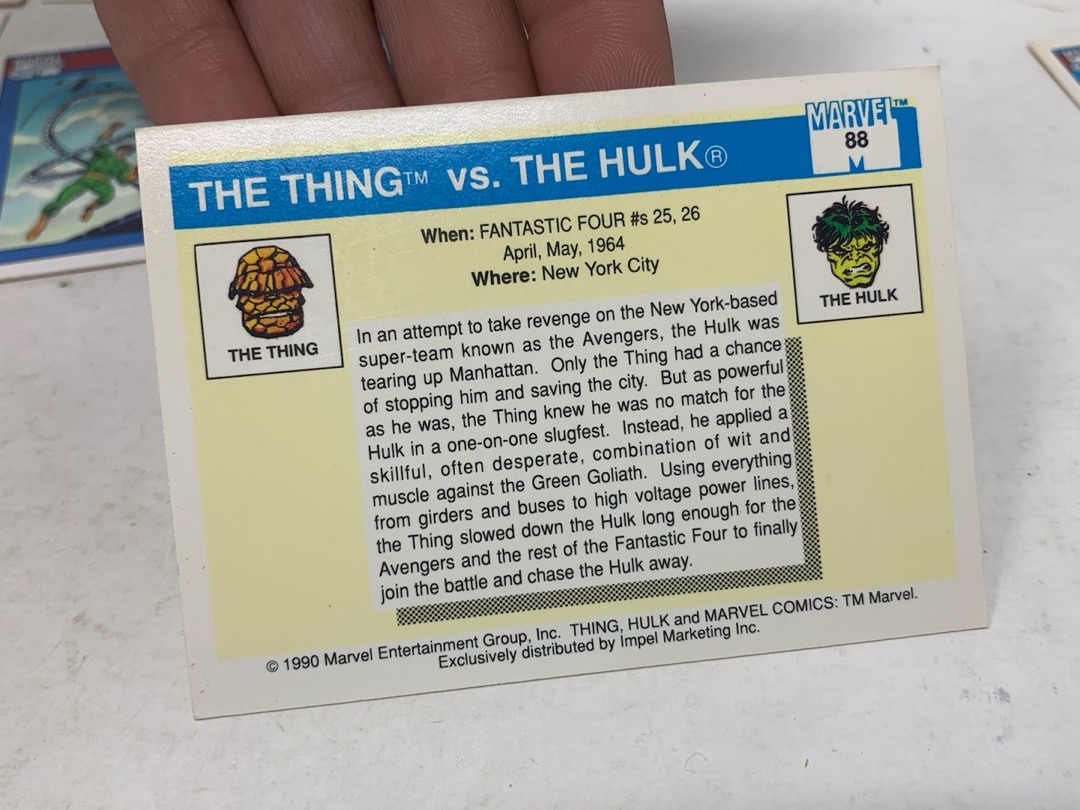 MARVEL™
88
M
THE THING™ vs. THE HULK®
When: FANTASTIC FOUR #s 25, 26
April, May, 1964
Where: New York City
THE THING
THE HULK
In an attempt to take revenge on the New York-based
super-team known as the Avengers, the Hulk was
tearing up Manhattan. Only the Thing had a chance
of stopping him and saving the city. But as powerful
as he was, the Thing knew he was no match for the
Hulk in a one-on-one slugfest. Instead, he applied a
skillful, often desperate, combination of wit and
muscle against the Green Goliath. Using everything
from girders and buses to high voltage power lines,
the Thing slowed down the Hulk long enough for the
Avengers and the rest of the Fantastic Four to finally
join the battle and chase the Hulk away.
© 1990 Marvel Entertainment Group, Inc. THING, HULK and MARVEL COMICS: TM Marvel.
Exclusively distributed by Impel Marketing Inc.